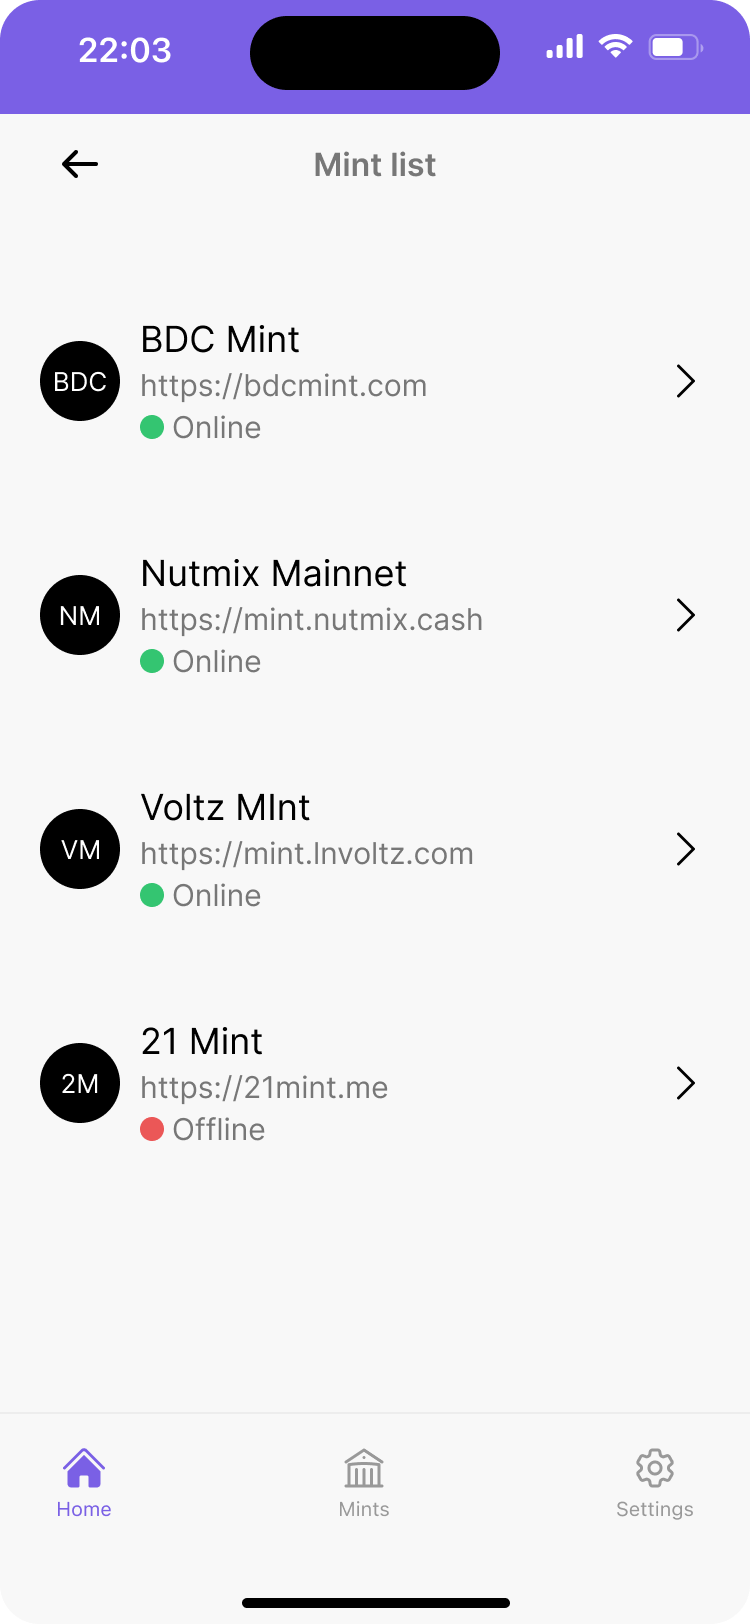 22:03
Mint list
BDC
BDC Mint
https://bdcmint.com
Online
NM
Nutmix Mainnet
https://mint.nutmix.cash
Online
VM
Voltz MInt
https://mint.lnvoltz.com
Online
2M
21 Mint
https://21mint.me
Offline
Home
Mints
Settings